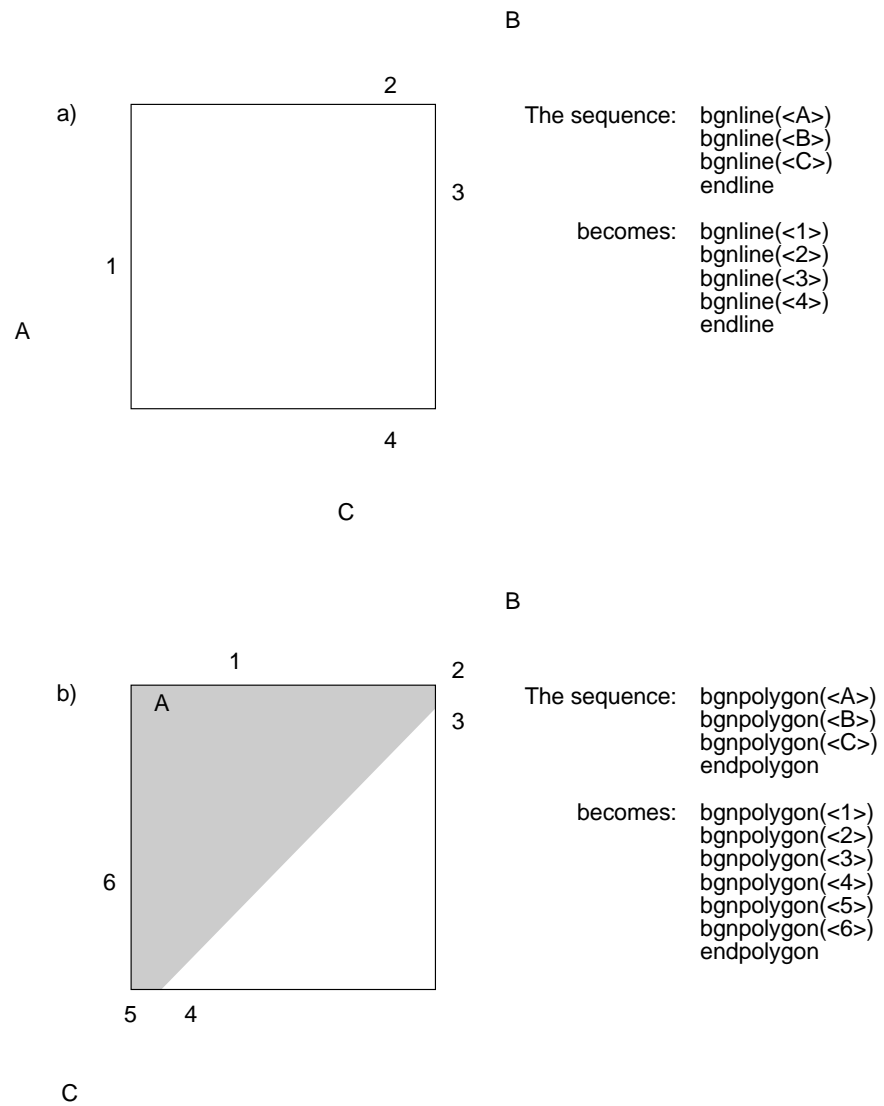 B
2
a)
The sequence: bgnline(<A>)
bgnline(<B>)
bgnline(<C>)
endline
3
becomes: bgnline(<1>)
bgnline(<2>)
bgnline(<3>)
bgnline(<4>)
endline
1
A
4
C
B
1
2
b)
A
3
The sequence: bgnpolygon(<A>)
bgnpolygon(<B>)
bgnpolygon(<C>)
endpolygon
becomes: bgnpolygon(<1>)
bgnpolygon(<2>)
bgnpolygon(<3>)
bgnpolygon(<4>)
bgnpolygon(<5>)
bgnpolygon(<6>)
endpolygon
6
5 4
C